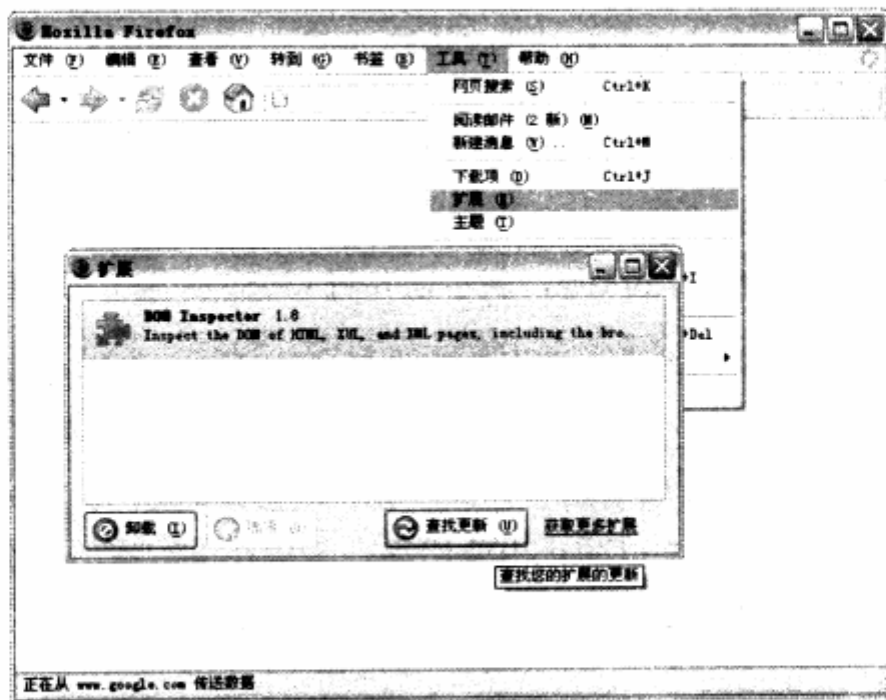 Mozilla Firefox
文件 (F) 编辑 (E) 查看 (V) 转到 (G) 书签 (B) 工具 (T) 帮助 (H)
网页搜索 (S) Ctrl+K
阅读邮件 (2 新) (M)
新建消息 (N)... Ctrl+M
下载项 (D) Ctrl+J
扩展 (E)
主题 (T)
扩展
+I
DOM Inspector 1.8
Inspect the DOM of HTML, XUL, and XML pages, including the bro...
+Del
卸载 (I)
查找更新 (U) 获取更多扩展
查找您的扩展的更新
正在从 www.google.com 传送数据